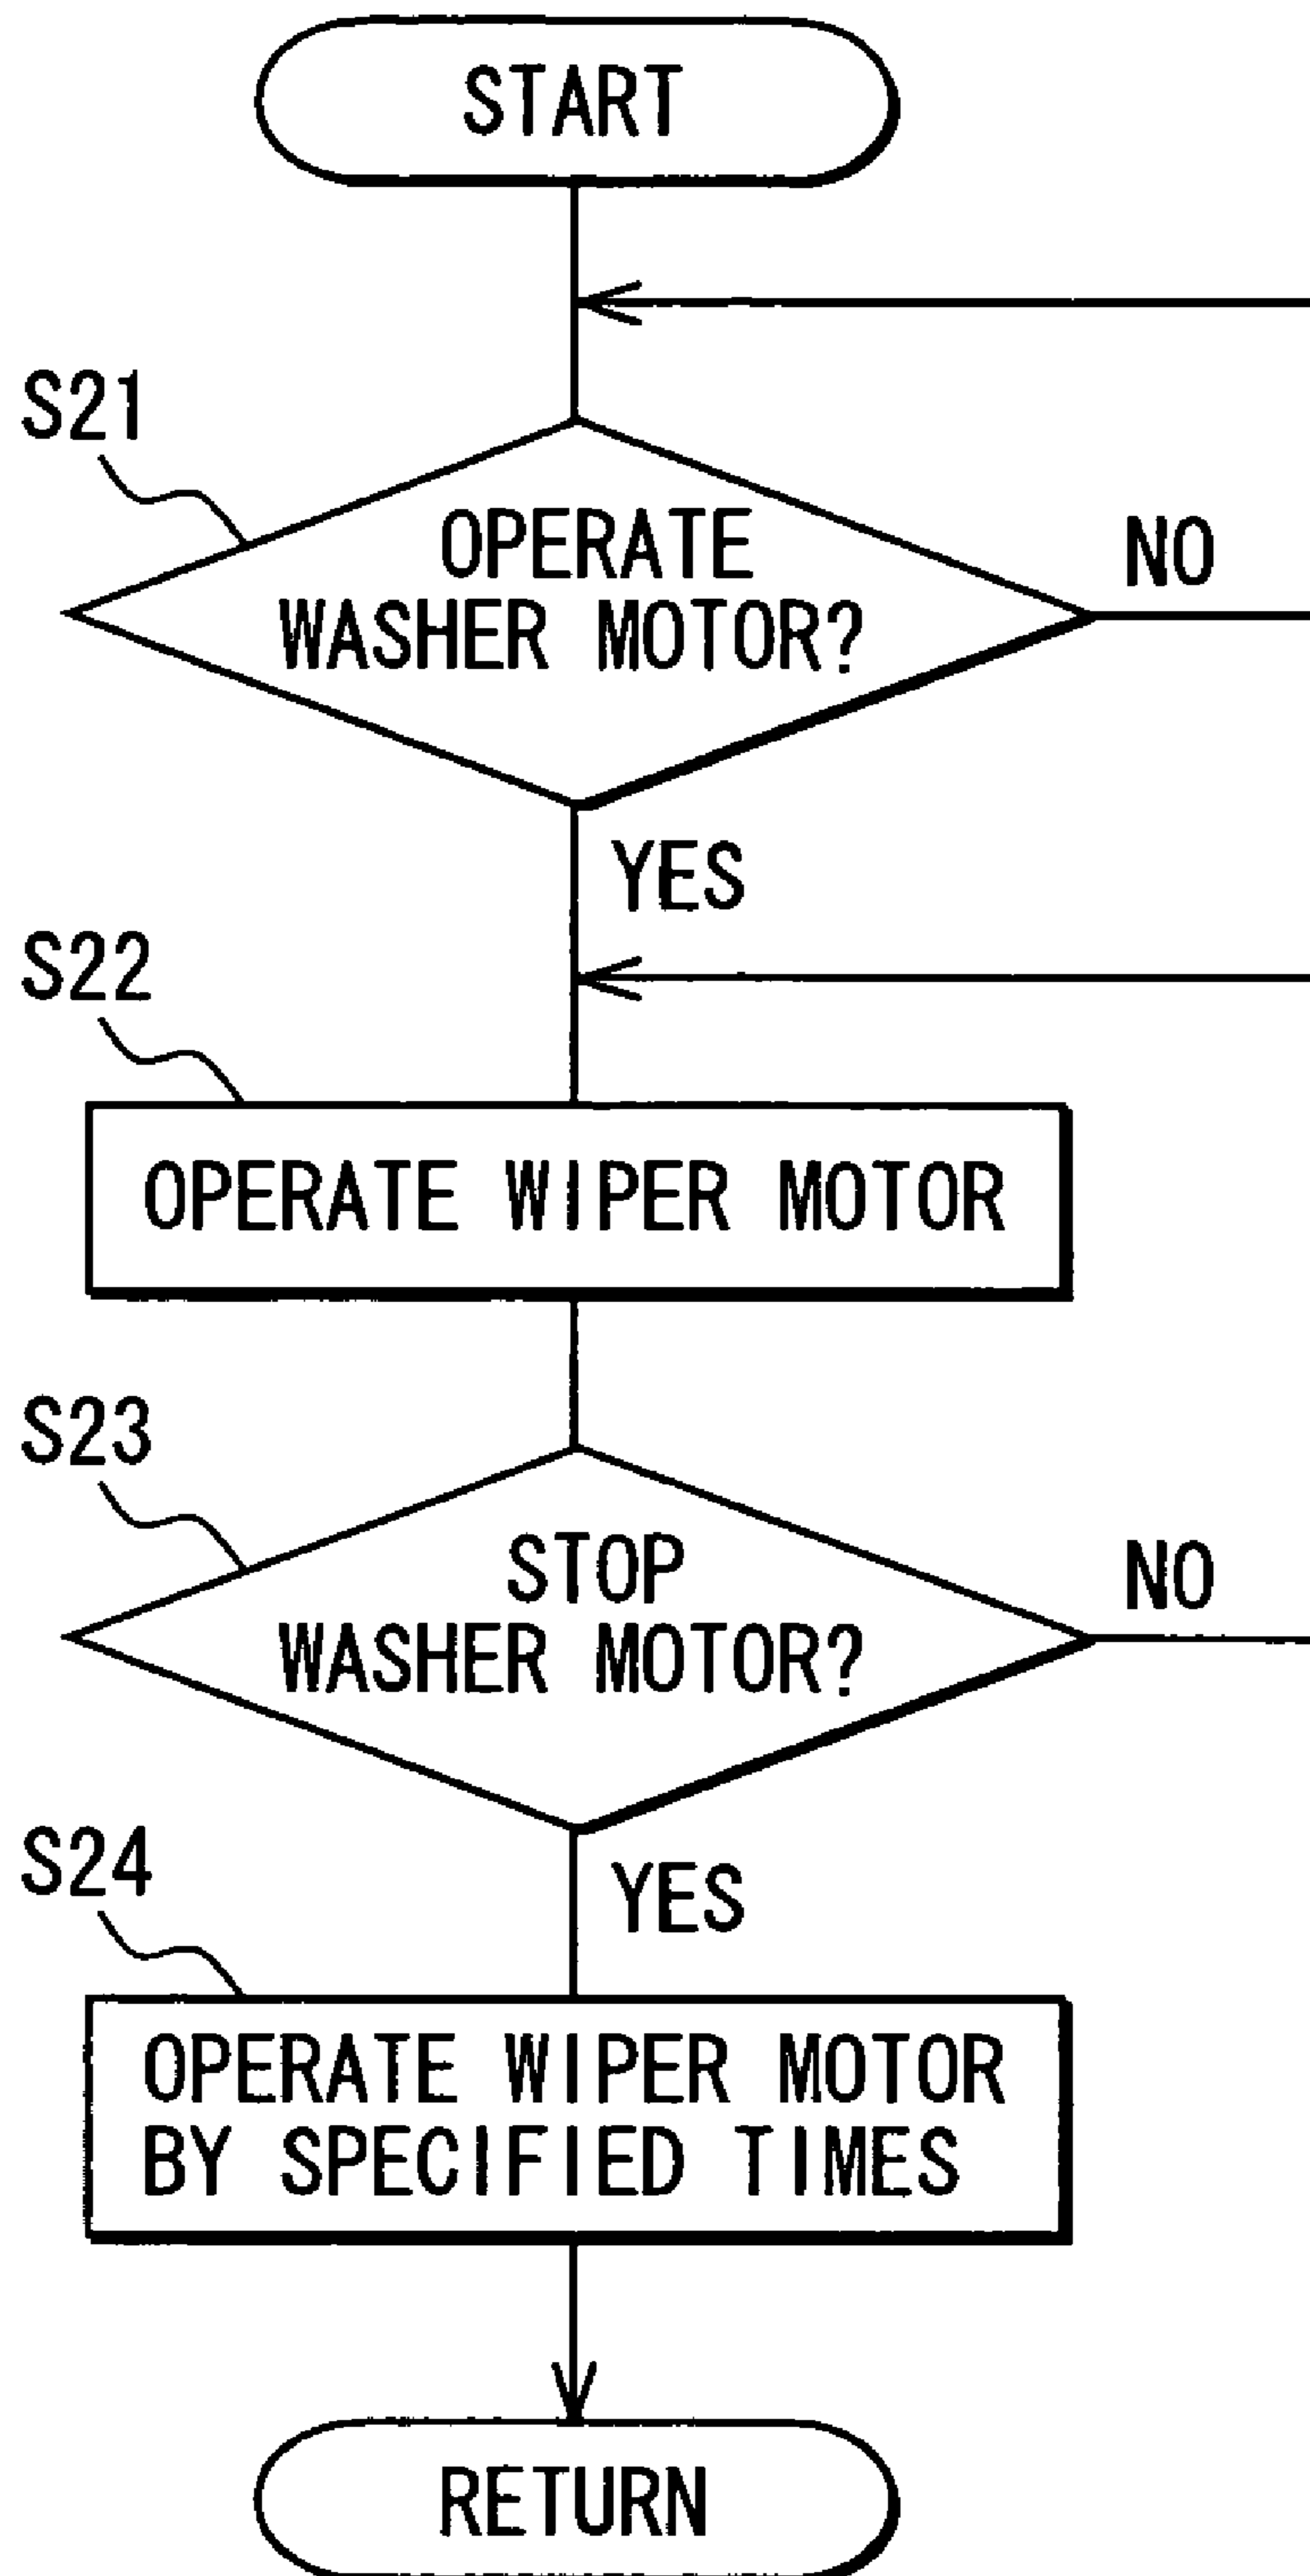 START
S21
OPERATE
WASHER MOTOR?
NO
YES
S22
OPERATE WIPER MOTOR
S23
STOP
WASHER MOTOR?
NO
YES
S24
OPERATE WIPER MOTOR
BY SPECIFIED TIMES
RETURN